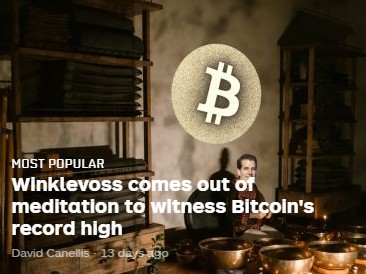 MOST POPULAR
Winklevoss comes out of
meditation to witness Bitcoin's
record high
David Canellis · 13 days ago